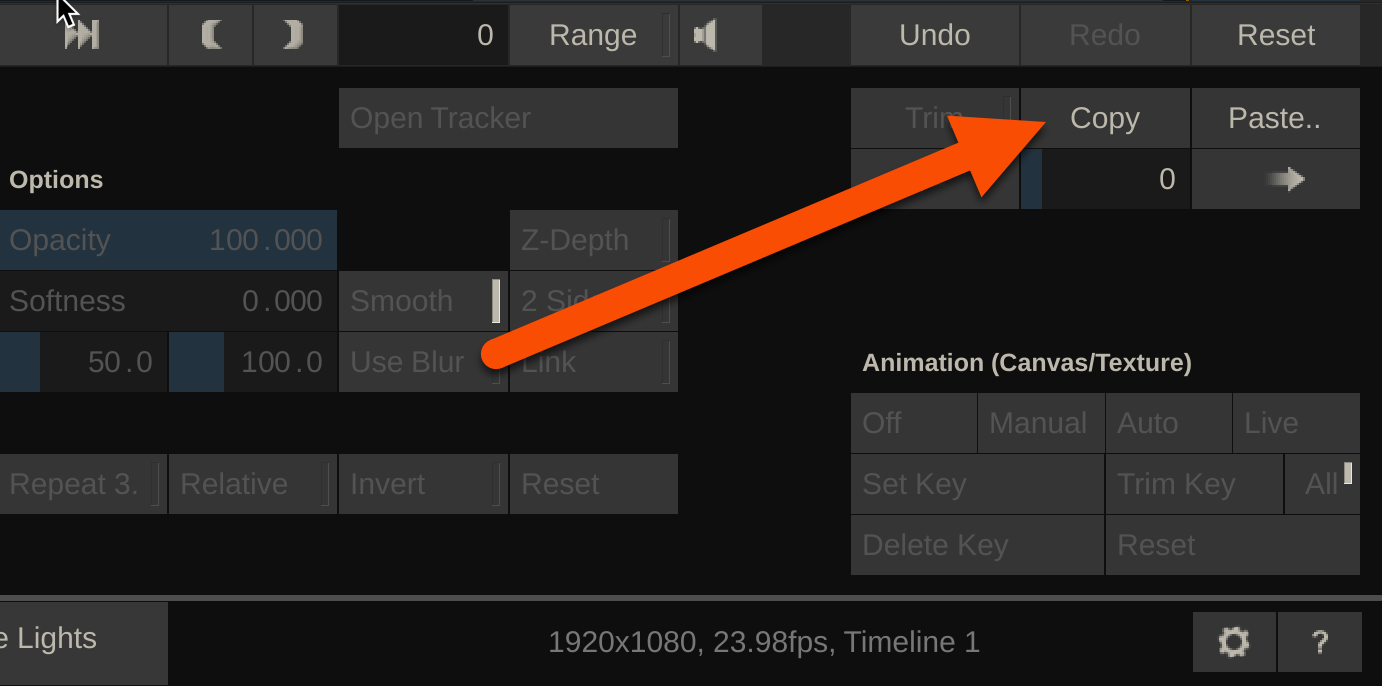 0 Range Undo Redo Reset
Open Tracker Trim Copy Paste..
Options 0
Opacity 100.000 Z-Depth
Softness 0.000 Smooth 2 Sid
50.0 100.0 Use Blur Link
Animation (Canvas/Texture)
Off Manual Auto Live
Repeat 3. Relative Invert Reset Set Key Trim Key All
Delete Key Reset
e Lights 1920x1080, 23.98fps, Timeline 1 ?